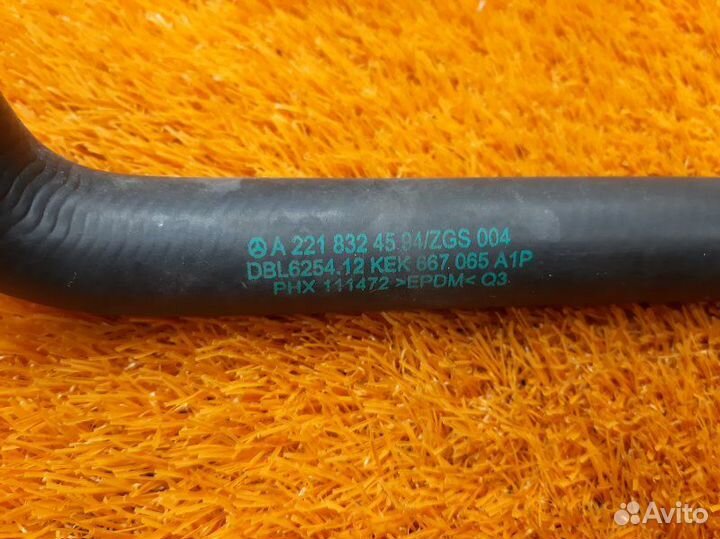 A 221 832 45 94/ZGS 004
DBL6254.12 KEK 667 065 A1P
PHX 111472 >EPDM< Q3
Avito